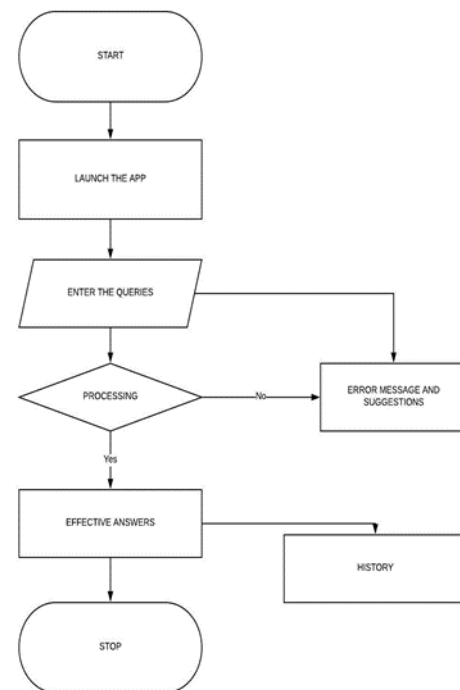 START
LAUNCH THE APP
ENTER THE QUERIES
PROCESSING
No
ERROR MESSAGE AND
SUGGESTIONS
Yes
EFFECTIVE ANSWERS
HISTORY
STOP